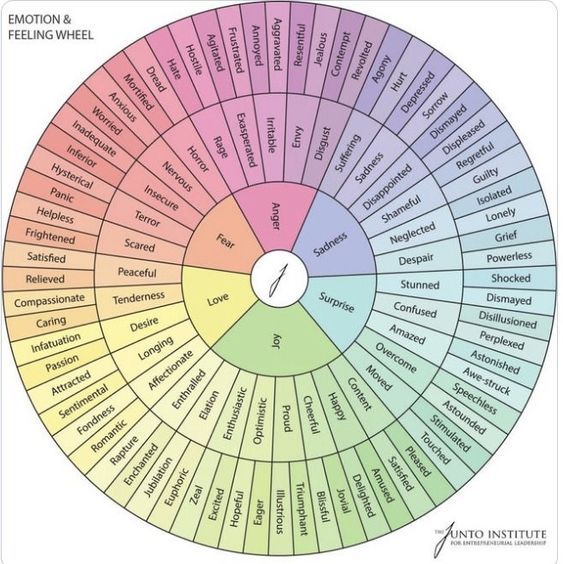 EMOTION &
FEELING WHEEL
Anger
Sadness
Surprise
Joy
Love
Fear
Rage
Exasperated
Irritable
Envy
Disgust
Suffering
Sadness
Disappointed
Shameful
Neglected
Despair
Stunned
Confused
Amazed
Overcome
Moved
Content
Happy
Cheerful
Proud
Optimistic
Enthusiastic
Elation
Enthralled
Affectionate
Longing
Desire
Tenderness
Peaceful
Scared
Terror
Insecure
Nervous
Horror
Hate
Hostile
Agitated
Frustrated
Annoyed
Aggravated
Resentful
Jealous
Contempt
Revolted
Agony
Hurt
Depressed
Sorrow
Dismayed
Displeased
Regretful
Guilty
Isolated
Lonely
Grief
Powerless
Shocked
Dismayed
Disillusioned
Perplexed
Astonished
Awe-struck
Speechless
Astounded
Stimulated
Touched
Pleased
Satisfied
Amused
Delighted
Jovial
Blissful
Triumphant
Illustrious
Eager
Hopeful
Excited
Zeal
Euphoric
Jubilation
Enchanted
Rapture
Romantic
Fondness
Sentimental
Attracted
Passion
Infatuation
Caring
Compassionate
Relieved
Satisfied
Frightened
Helpless
Panic
Hysterical
Inferior
Inadequate
Worried
Anxious
Mortified
Dread
THE JUNTO INSTITUTE
FOR ENTREPRENEURIAL LEADERSHIP